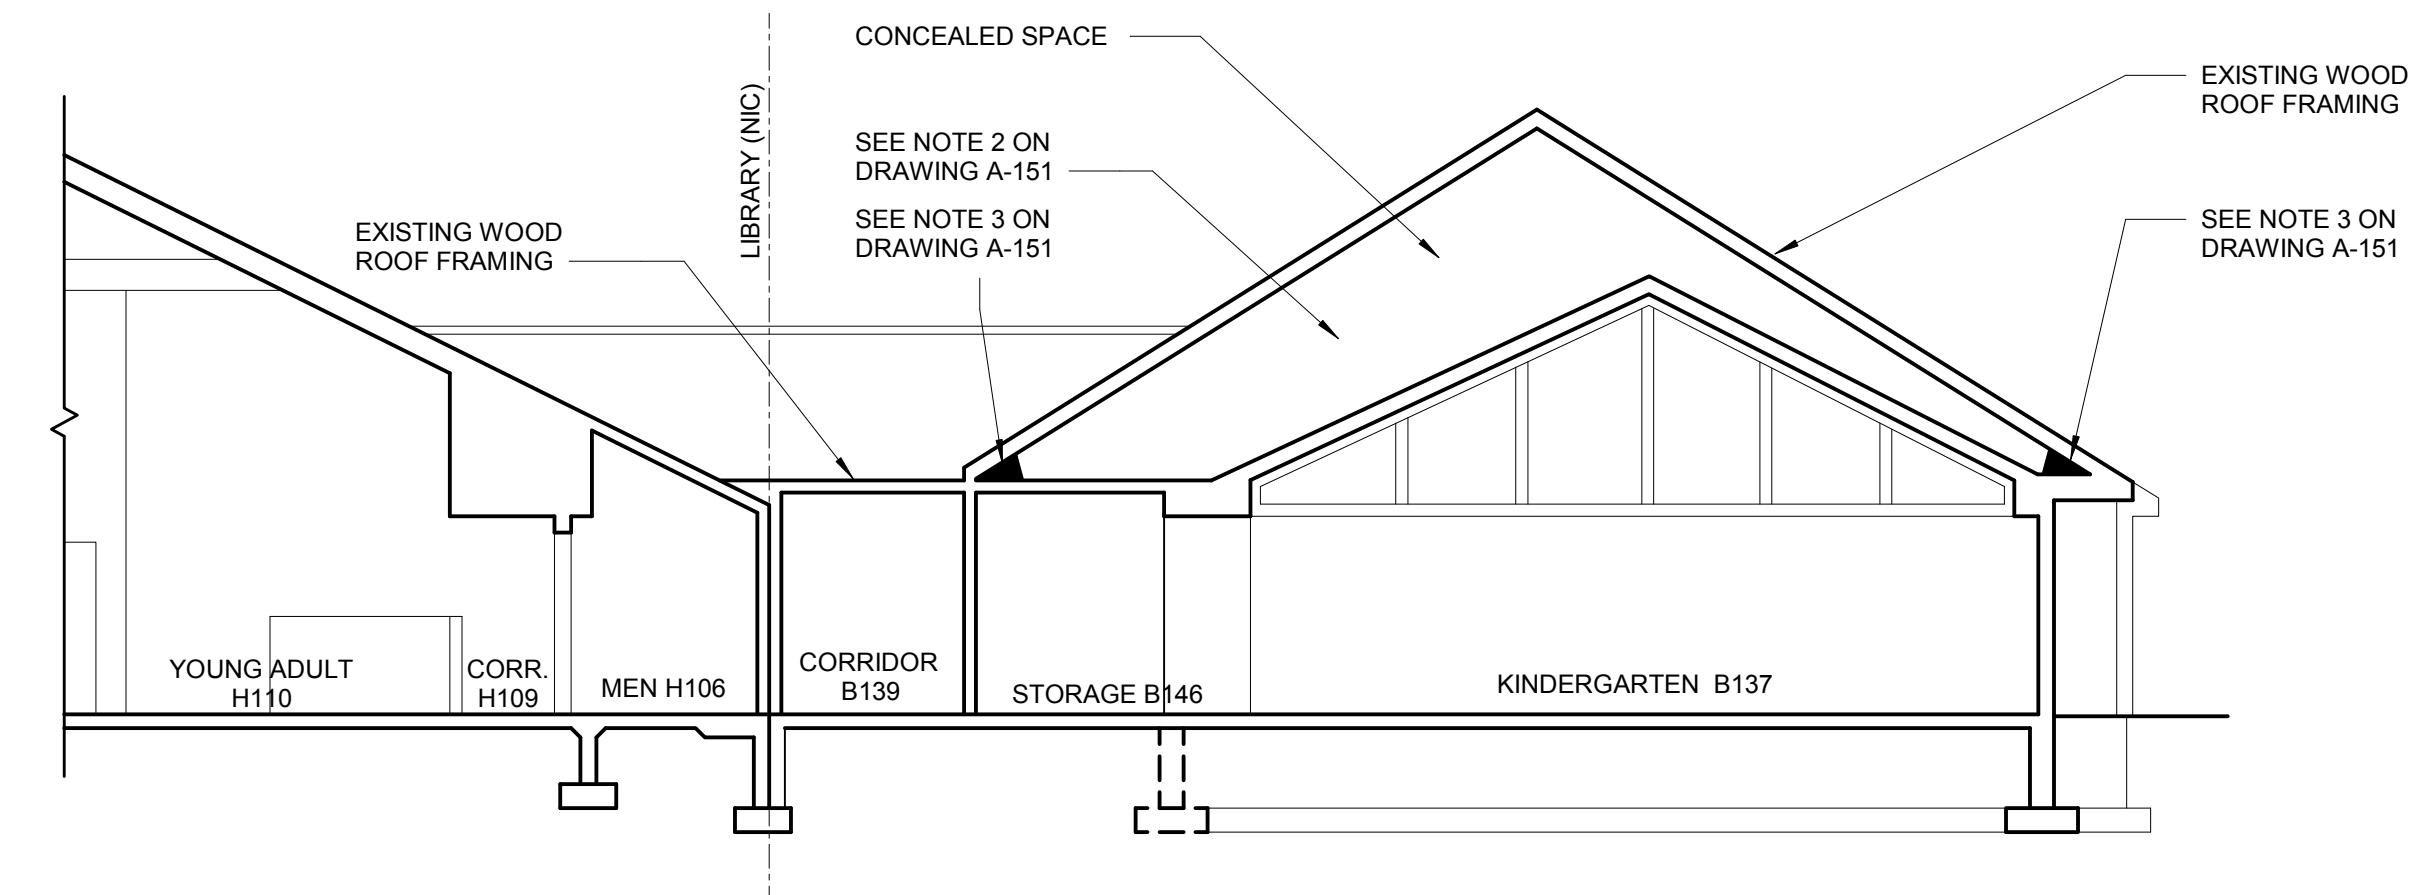 CONCEALED SPACE
EXISTING WOOD
ROOF FRAMING
LIBRARY (NIC)
SEE NOTE 2 ON
DRAWING A-151
SEE NOTE 3 ON
DRAWING A-151
SEE NOTE 3 ON
DRAWING A-151
EXISTING WOOD
ROOF FRAMING
YOUNG ADULT
H110
CORR.
H109
MEN H106
CORRIDOR
B139
STORAGE B146
KINDERGARTEN B137